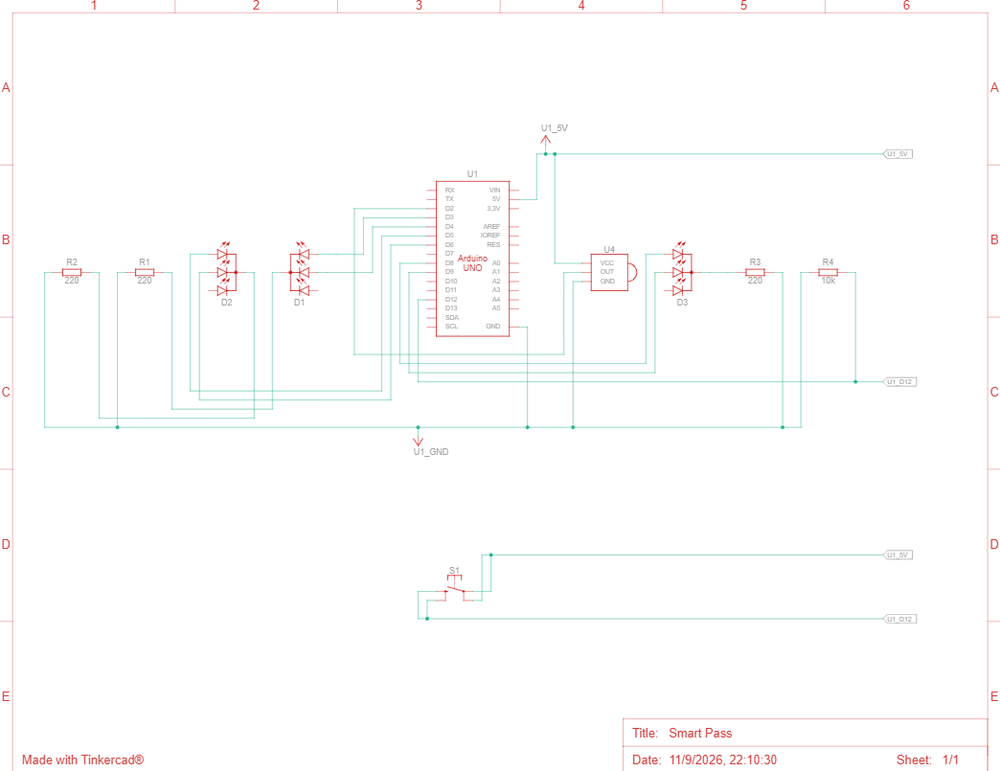 1 2 3 4 5 6
A A
U1_5V
U1_5V
U1
RX VIN
TX 5V
D2 3.3V
D3
D4 AREF
D5 IOREF
B B
D6 RES
D7
Arduino
UNO
D8 A0
D9 A1
D10 A2
D11 A3
D12 A4
D13 A5
SDA
SCL GND
R2
220
R1
220
D2
D1
U4
VCC
OUT
GND
D3
R3
220
R4
10k
U1_D12
C C
U1_GND
D D
U1_5V
S1
U1_D12
E E
Title: Smart Pass
Made with Tinkercad®
Date: 11/9/2026, 22:10:30 Sheet: 1/1